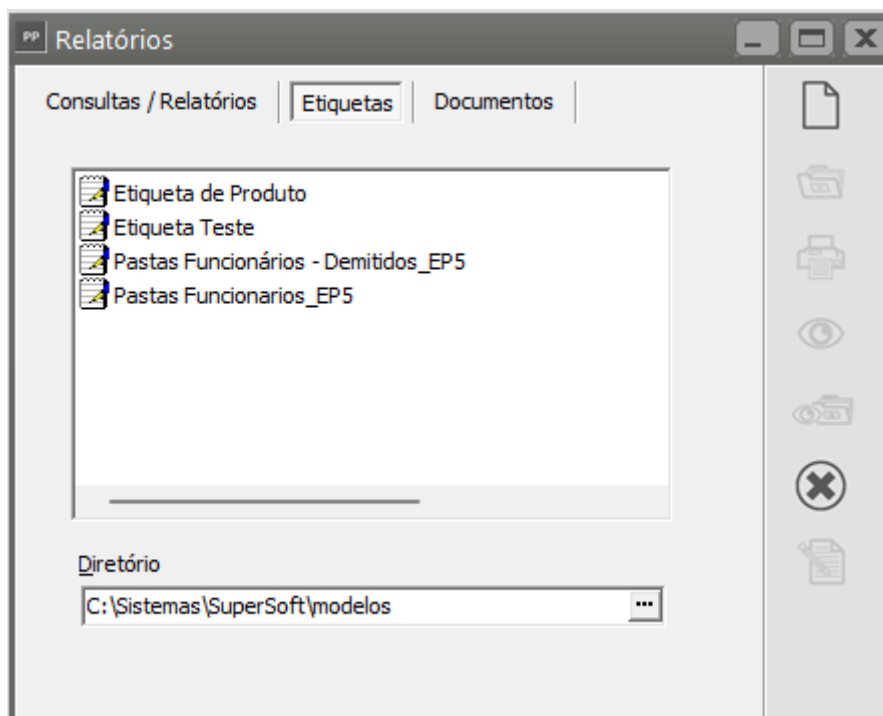 PP Relatórios
Consultas / Relatórios Etiquetas Documentos
Etiqueta de Produto
Etiqueta Teste
Pastas Funcionários - Demitidos_EP5
Pastas Funcionarios_EP5
Diretório
C:\Sistemas\SuperSoft\modelos ...